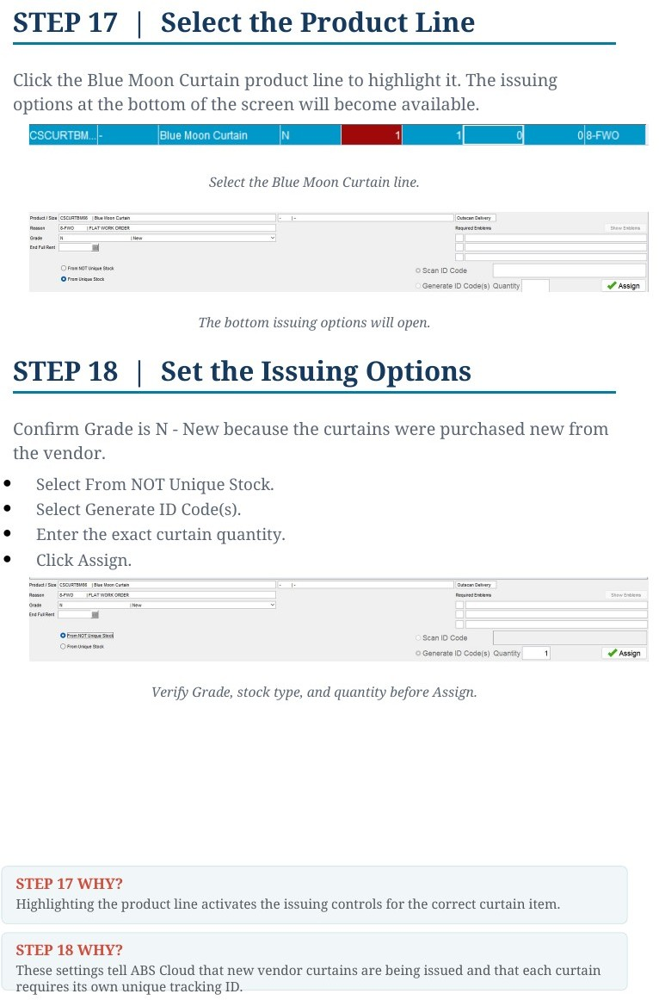 STEP 17 | Select the Product Line
Click the Blue Moon Curtain product line to highlight it. The issuing
options at the bottom of the screen will become available.
CSCURTBM... - Blue Moon Curtain N 1 1 0 0 8-FWO
Select the Blue Moon Curtain line.
Product / Size CSCURTBM66 | Blue Moon Curtain - | - Outscan Delivery
Reason 8-FWO | FLAT WORK ORDER Required Emblems Show Emblems
Grade N | New
End Full Rent
From NOT Unique Stock
Scan ID Code
From Unique Stock
Generate ID Code(s) Quantity Assign
The bottom issuing options will open.
STEP 18 | Set the Issuing Options
Confirm Grade is N - New because the curtains were purchased new from
the vendor.
• Select From NOT Unique Stock.
• Select Generate ID Code(s).
• Enter the exact curtain quantity.
• Click Assign.
Product / Size CSCURTBM66 | Blue Moon Curtain - | - Outscan Delivery
Reason 8-FWO | FLAT WORK ORDER Required Emblems Show Emblems
Grade N | New
End Full Rent
From NOT Unique Stock
Scan ID Code
From Unique Stock
Generate ID Code(s) Quantity 1 Assign
Verify Grade, stock type, and quantity before Assign.
STEP 17 WHY?
Highlighting the product line activates the issuing controls for the correct curtain item.
STEP 18 WHY?
These settings tell ABS Cloud that new vendor curtains are being issued and that each curtain
requires its own unique tracking ID.